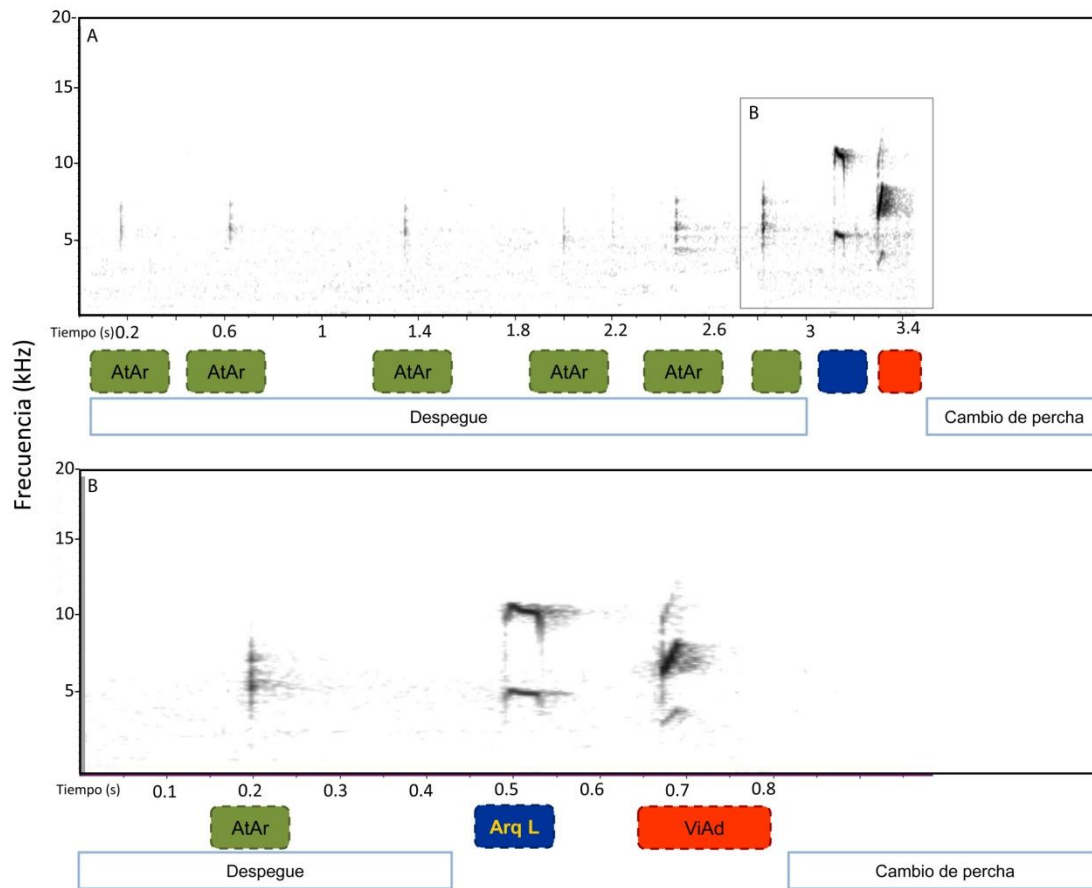 20
A
15
B
10
5
Frecuencia (kHz)
Tiempo (s) 0.2 0.6 1 1.4 1.8 2.2 2.6 3 3.4
AtAr AtAr AtAr AtAr AtAr
Despegue Cambio de percha
20
B
15
10
5
Tiempo (s) 0.1 0.2 0.3 0.4 0.5 0.6 0.7 0.8
AtAr Arq L ViAd
Despegue Cambio de percha